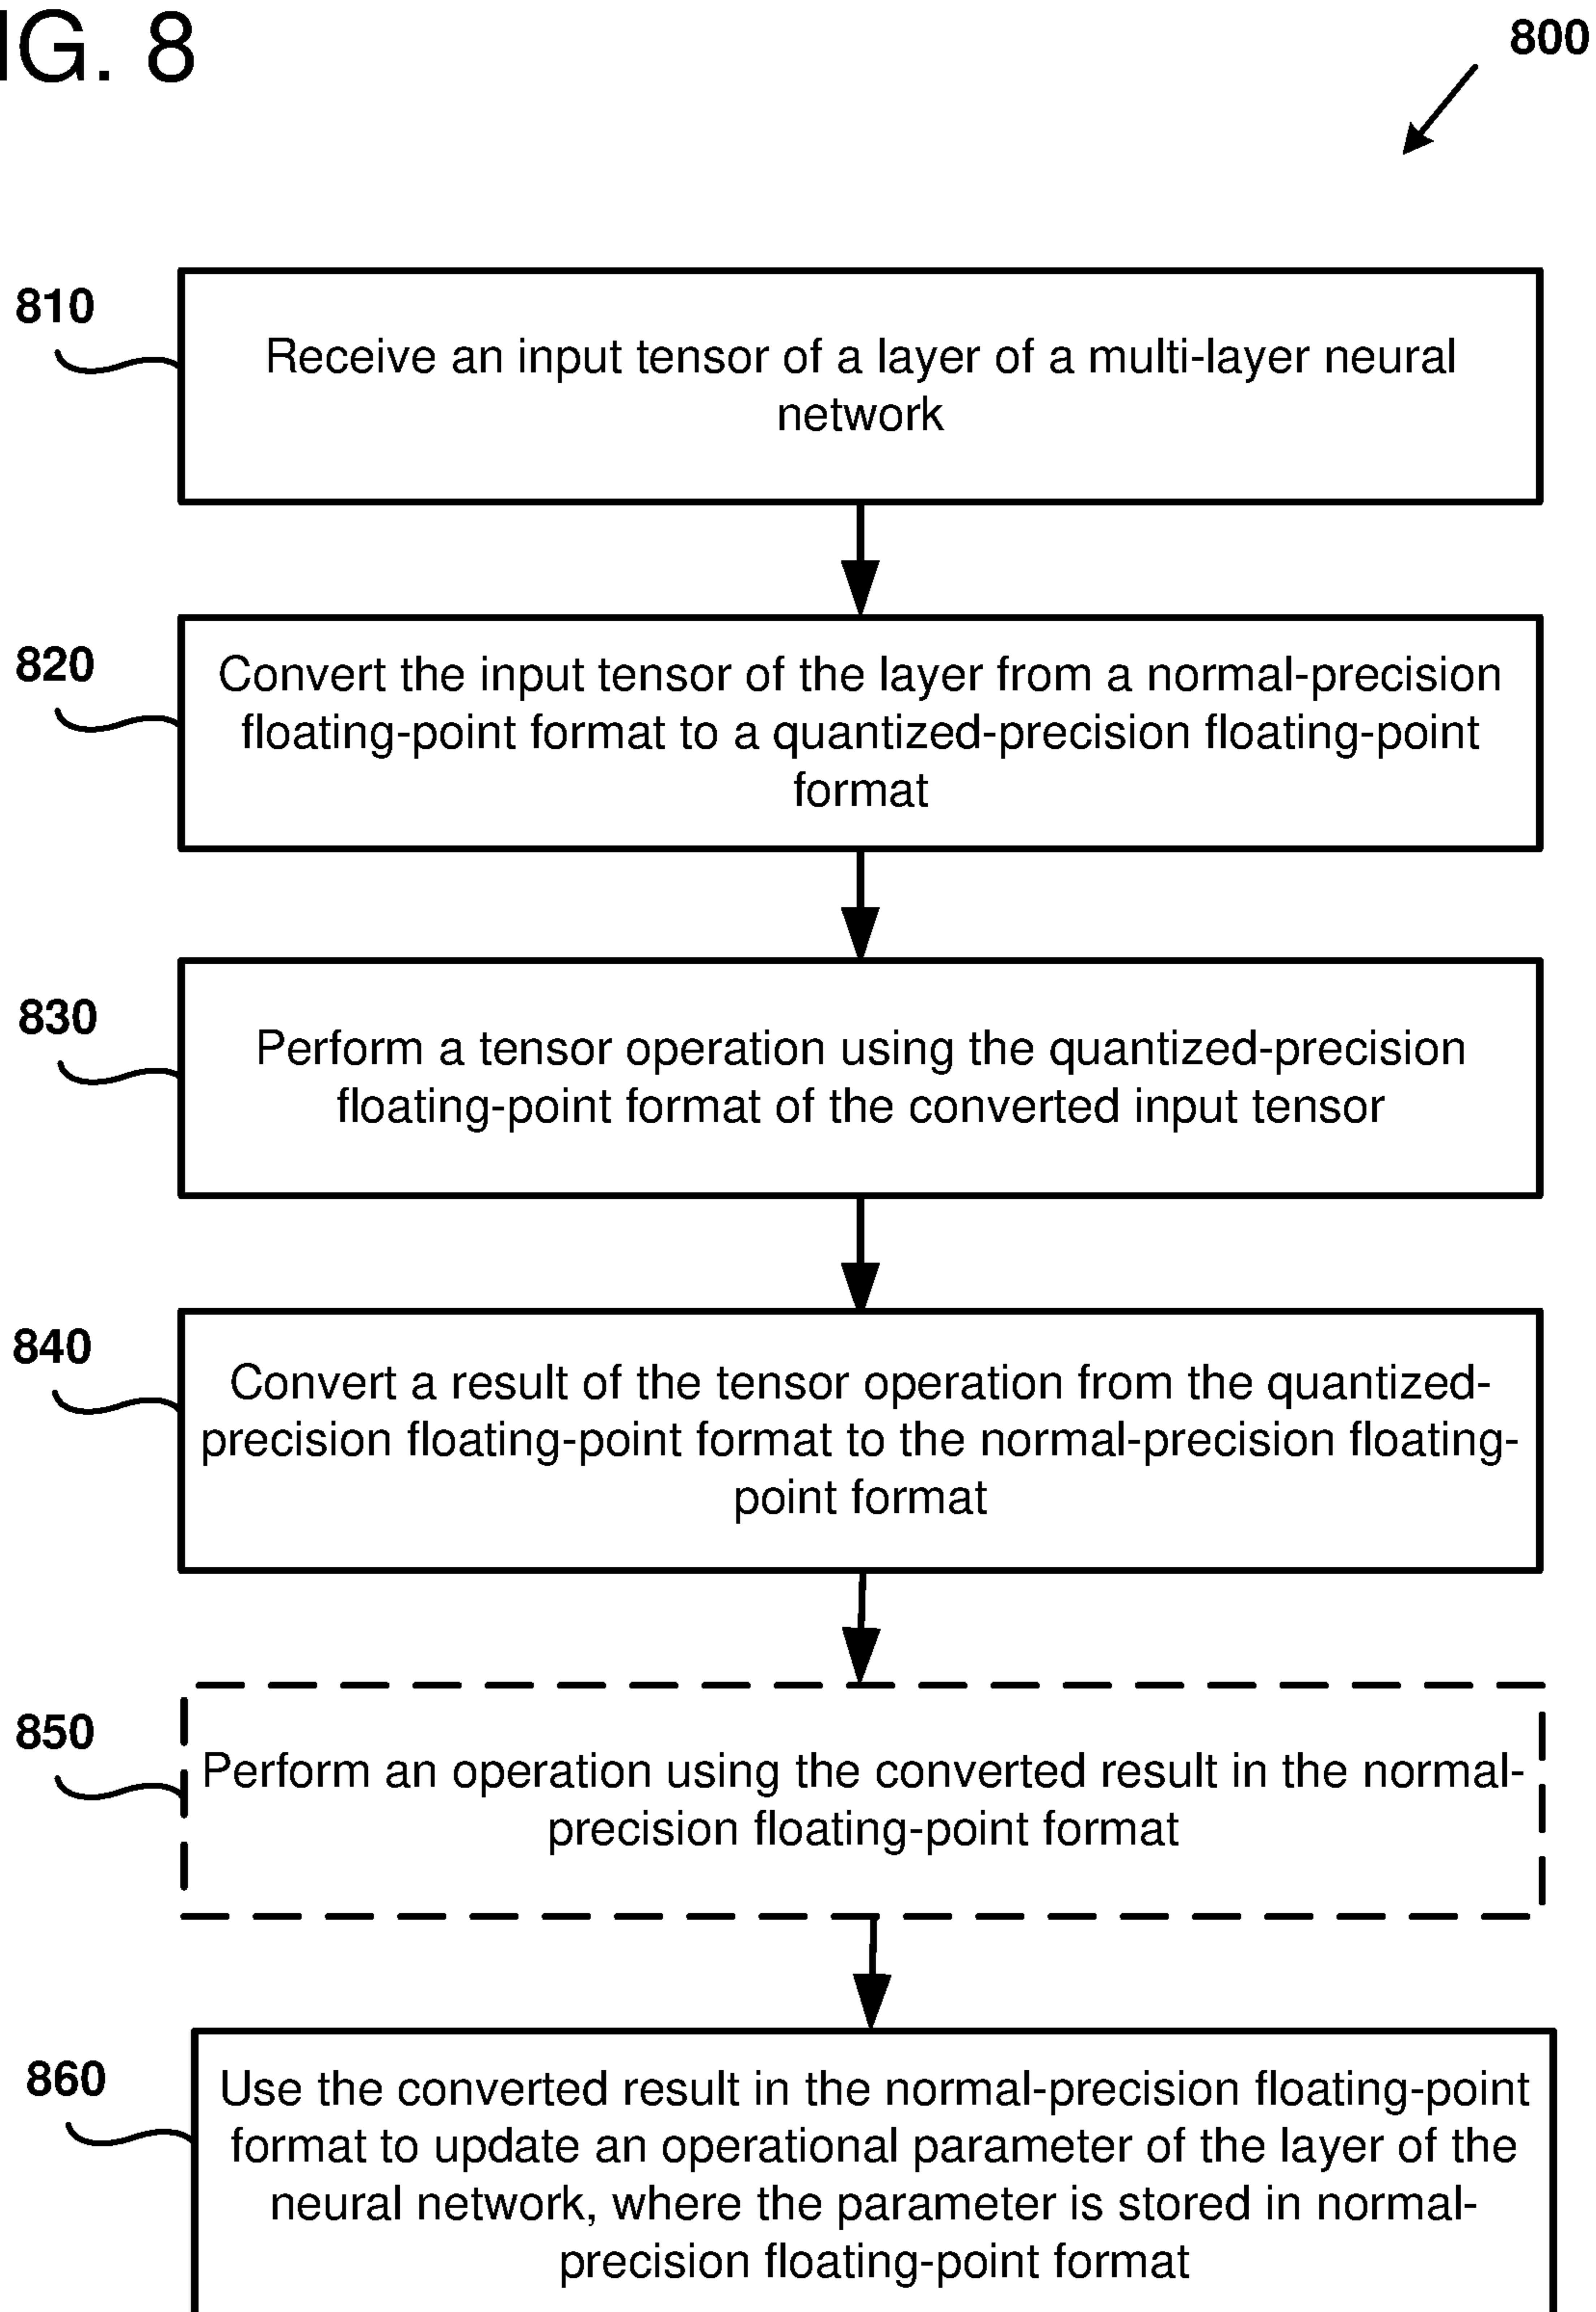 IG. 8
800
810
Receive an input tensor of a layer of a multi-layer neural
network
820
Convert the input tensor of the layer from a normal-precision
floating-point format to a quantized-precision floating-point
format
830
Perform a tensor operation using the quantized-precision
floating-point format of the converted input tensor
840
Convert a result of the tensor operation from the quantized-
precision floating-point format to the normal-precision floating-
point format
850
Perform an operation using the converted result in the normal-
precision floating-point format
860
Use the converted result in the normal-precision floating-point
format to update an operational parameter of the layer of the
neural network, where the parameter is stored in normal-
precision floating-point format